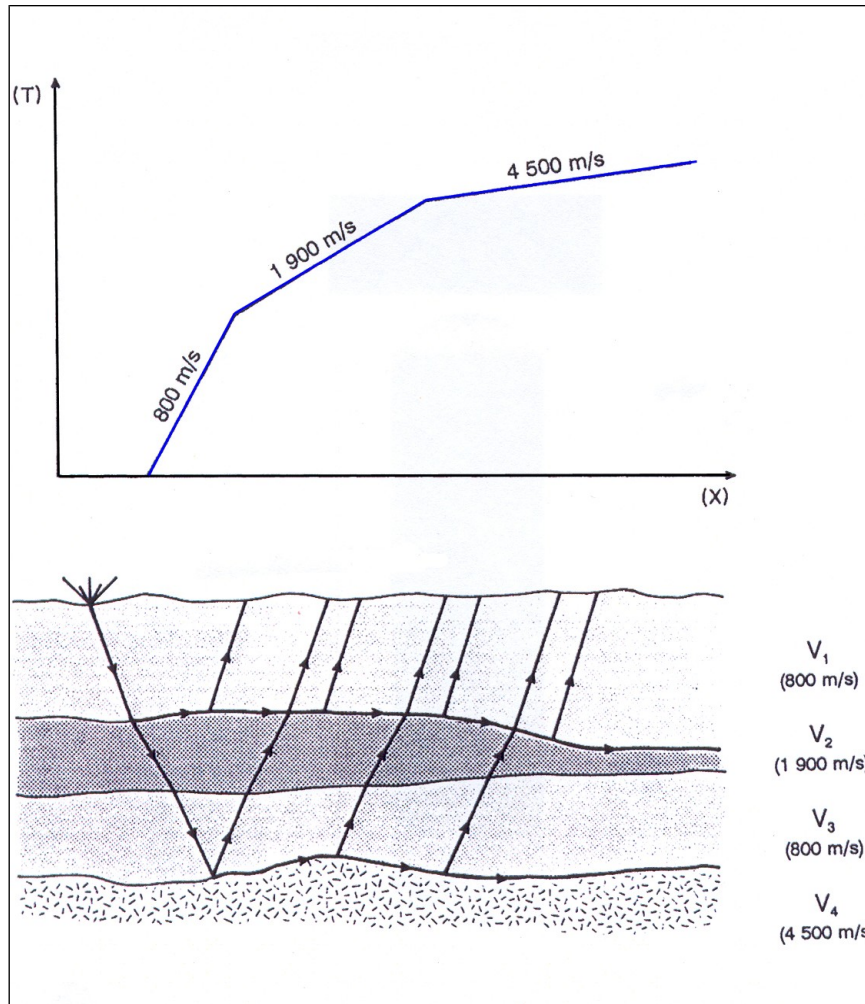 (T)
4 500 m/s
1 900 m/s
800 m/s
(X)
V₁
(800 m/s)
V₂
(1 900 m/s)
V₃
(800 m/s)
V₄
(4 500 m/s